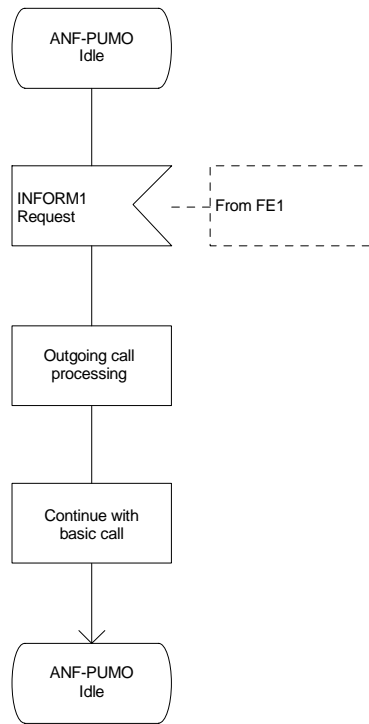 ANF-PUMO
Idle
INFORM1
Request
From FE1
Outgoing call
processing
Continue with
basic call
ANF-PUMO
Idle